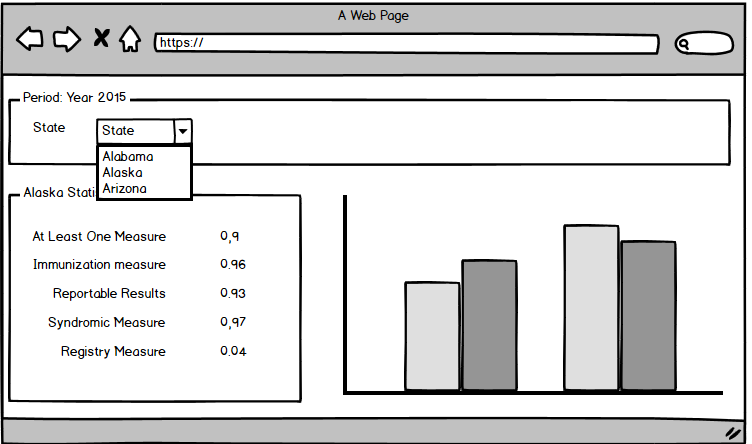 A Web Page
https://
Period: Year 2015
State
State
Alabama
Alaska
Arizona
Alaska Stati
At Least One Measure 0,9
Immunization measure 0.96
Reportable Results 0.93
Syndromic Measure 0,97
Registry Measure 0.04